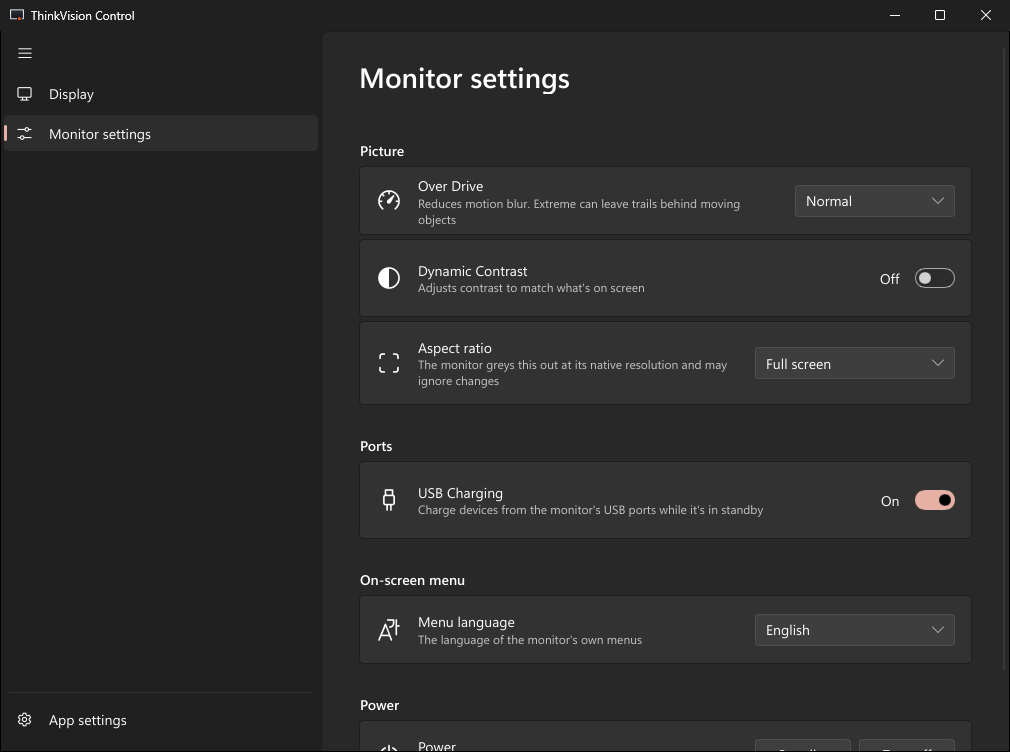 ThinkVision Control
Display
Monitor settings
App settings
Monitor settings
Picture
Over Drive
Reduces motion blur. Extreme can leave trails behind moving
objects
Normal
Dynamic Contrast
Adjusts contrast to match what's on screen
Off
Aspect ratio
The monitor greys this out at its native resolution and may
ignore changes
Full screen
Ports
USB Charging
Charge devices from the monitor's USB ports while it's in standby
On
On-screen menu
Menu language
The language of the monitor's own menus
English
Power
Power